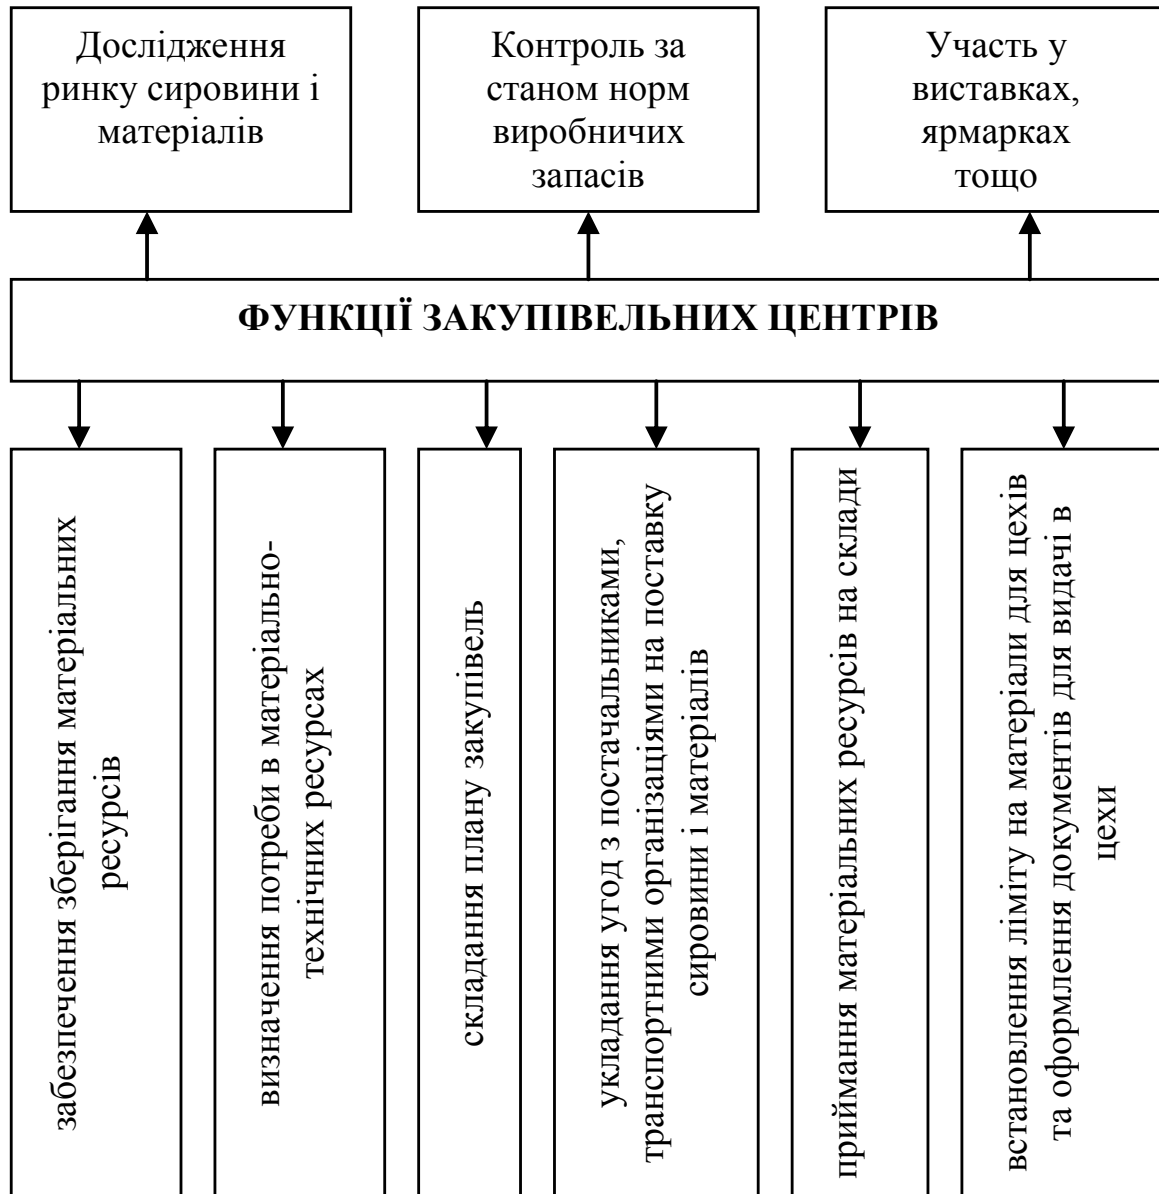 Дослідження
ринку сировини і
матеріалів
Контроль за
станом норм
виробничих
запасів
Участь у
виставках,
ярмарках
тощо
ФУНКЦІЇ ЗАКУПІВЕЛЬНИХ ЦЕНТРІВ
забезпечення зберігання матеріальних
ресурсів
визначення потреби в матеріально-
технічних ресурсах
складання плану закупівель
укладання угод з постачальниками,
транспортними організаціями на поставку
сировини і матеріалів
приймання матеріальних ресурсів на склади
встановлення ліміту на матеріали для цехів
та оформлення документів для видачі в
цехи